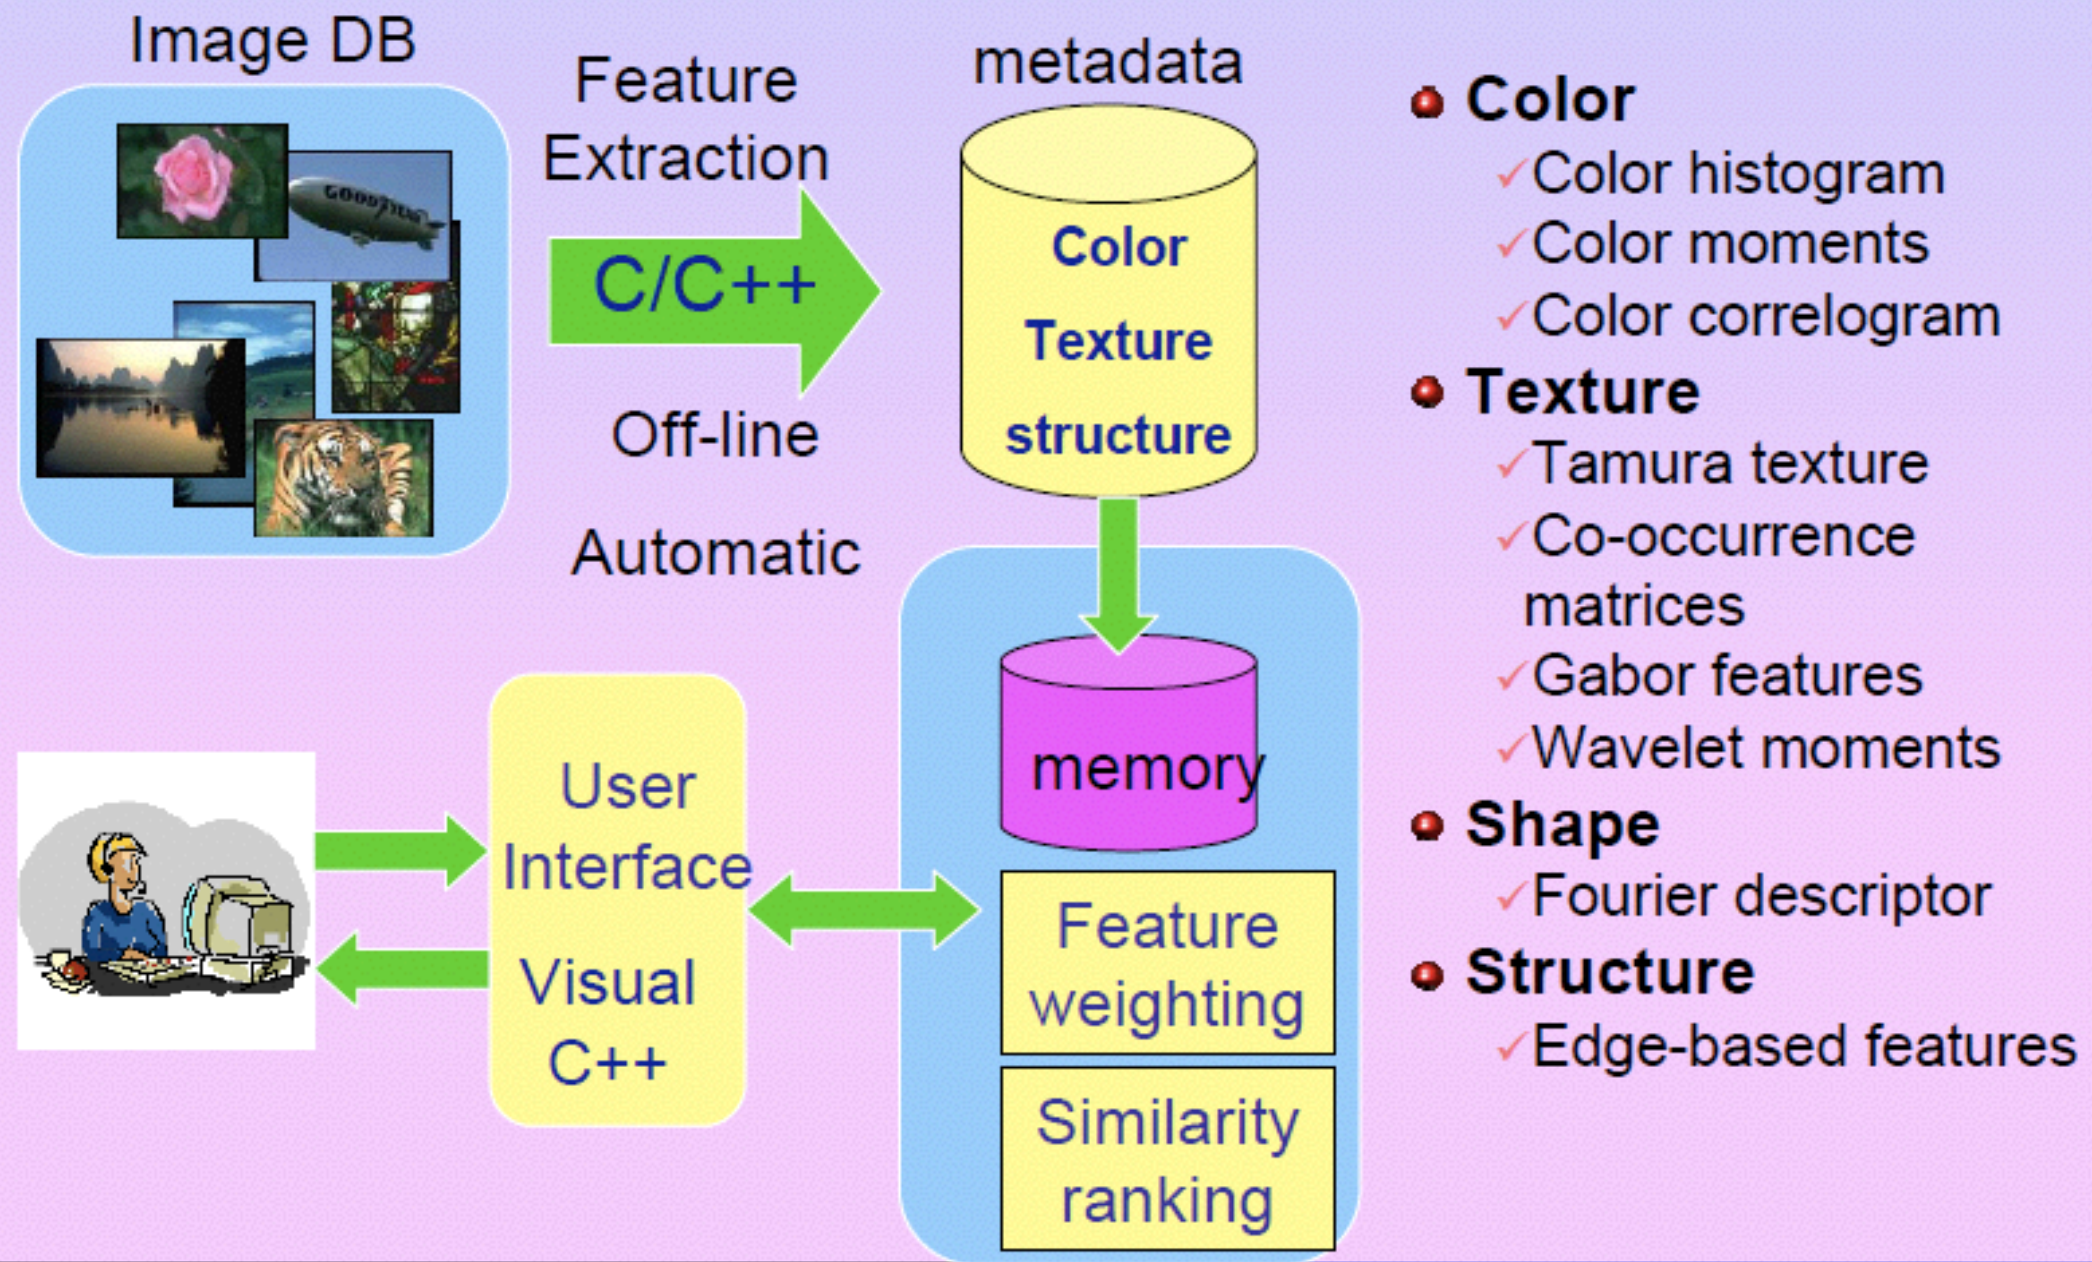 Image DB
GOODYEAR
Feature
Extraction
C/C++
Off-line
Automatic
metadata
Color
Texture
structure
memory
Feature
weighting
Similarity
ranking
User
Interface
Visual
C++
Color
✓Color histogram
✓Color moments
✓Color correlogram
Texture
✓Tamura texture
✓Co-occurrence
matrices
✓Gabor features
✓Wavelet moments
Shape
✓Fourier descriptor
Structure
✓Edge-based features